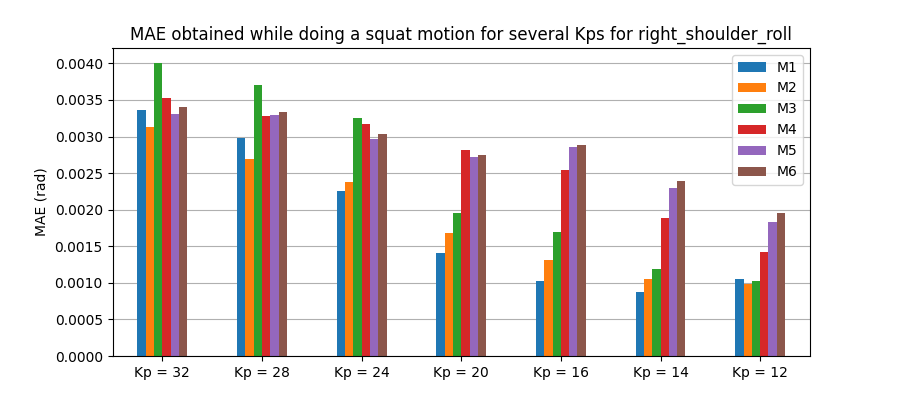 MAE obtained while doing a squat motion for several Kps for right_shoulder_roll
MAE (rad)
0.0040
0.0035
0.0030
0.0025
0.0020
0.0015
0.0010
0.0005
0.0000
Kp = 32
Kp = 28
Kp = 24
Kp = 20
Kp = 16
Kp = 14
Kp = 12
M1
M2
M3
M4
M5
M6